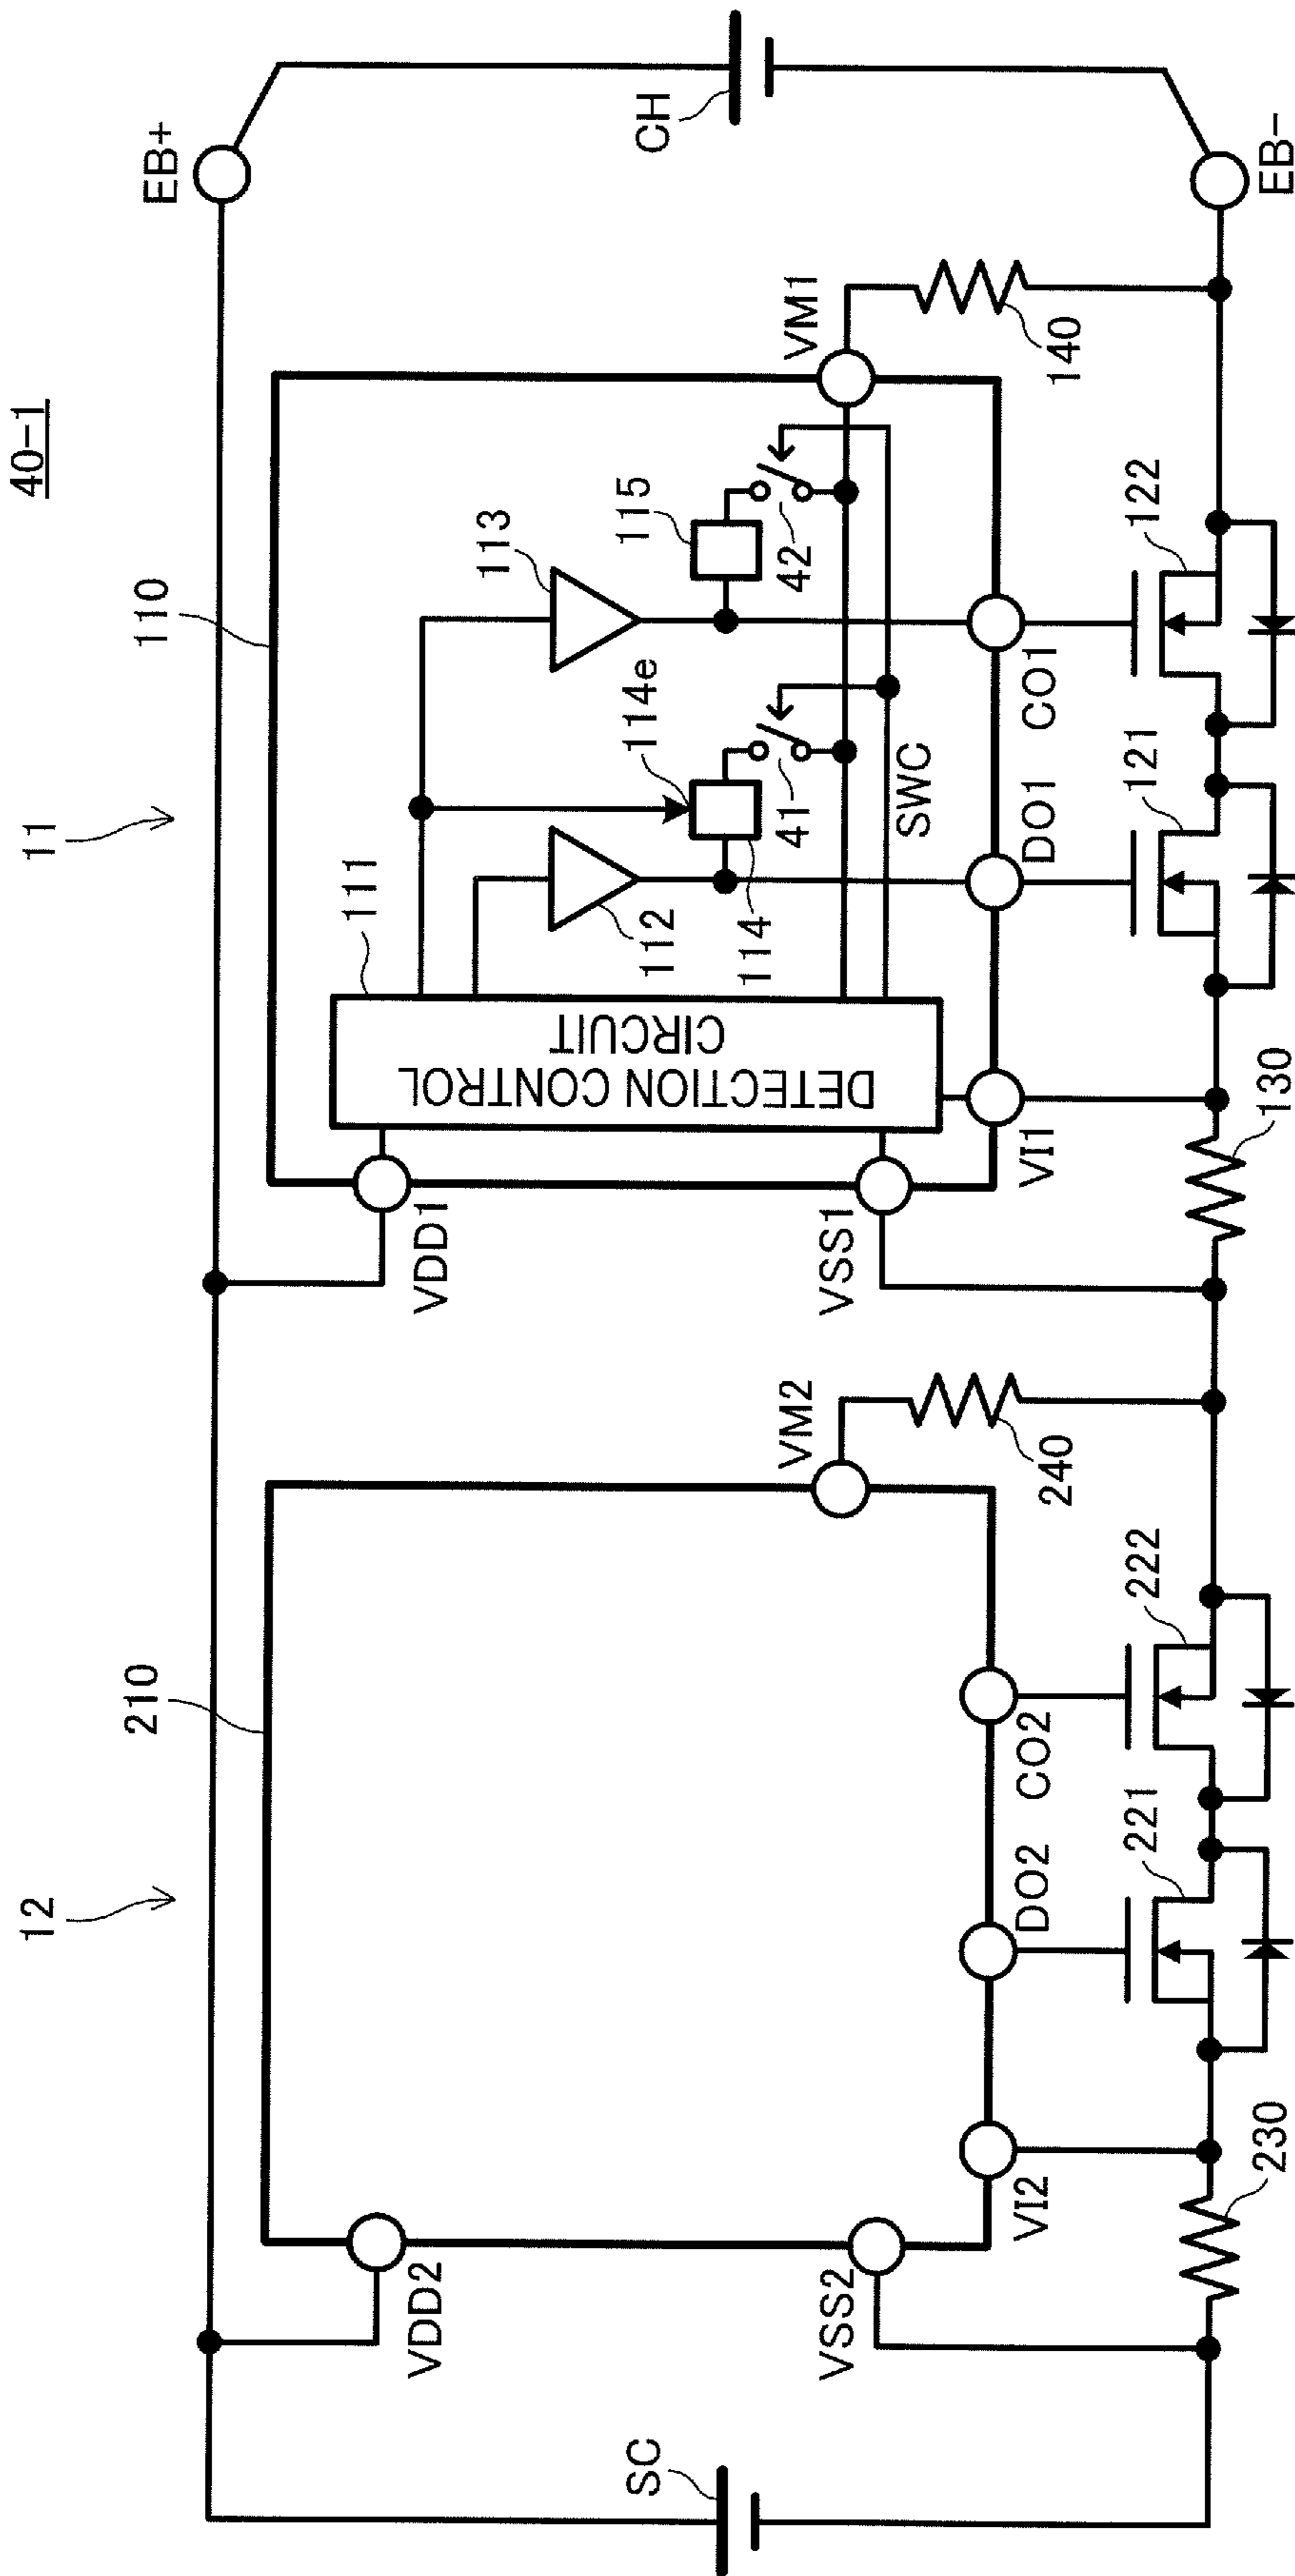 40-1
12
11
210
110
EB+
SC
CH
VDD2
VSS2
VI2
DO2
CO2
VM2
VDD1
VSS1
VI1
DO1
CO1
VM1
111
DETECTION CONTROL
CIRCUIT
112
113
114
114e
115
41
42
SWC
230
221
222
240
130
121
122
140
EB-